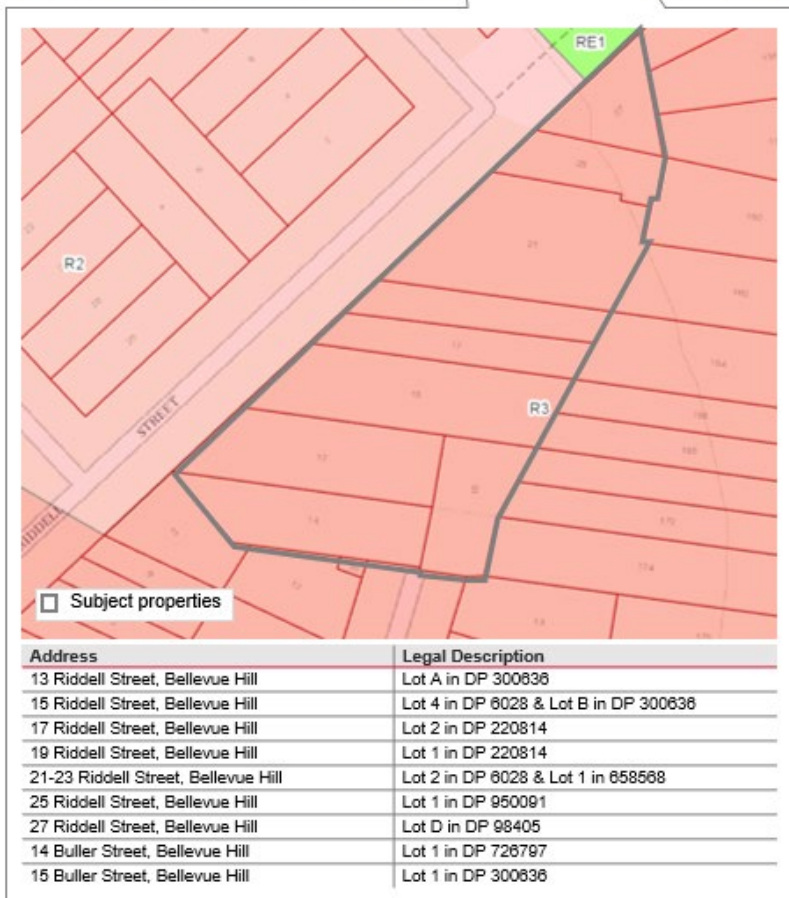 RE1
R2
21
R3
STREET
RIDDELL
Subject properties
Address Legal Description
13 Riddell Street, Bellevue Hill Lot A in DP 300636
15 Riddell Street, Bellevue Hill Lot 4 in DP 6028 & Lot B in DP 300636
17 Riddell Street, Bellevue Hill Lot 2 in DP 220814
19 Riddell Street, Bellevue Hill Lot 1 in DP 220814
21-23 Riddell Street, Bellevue Hill Lot 2 in DP 6028 & Lot 1 in 658568
25 Riddell Street, Bellevue Hill Lot 1 in DP 950091
27 Riddell Street, Bellevue Hill Lot D in DP 98405
14 Buller Street, Bellevue Hill Lot 1 in DP 726797
15 Buller Street, Bellevue Hill Lot 1 in DP 300636